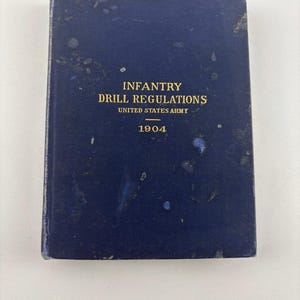 INFANTRY
DRILL REGULATIONS
UNITED STATES ARMY
1904